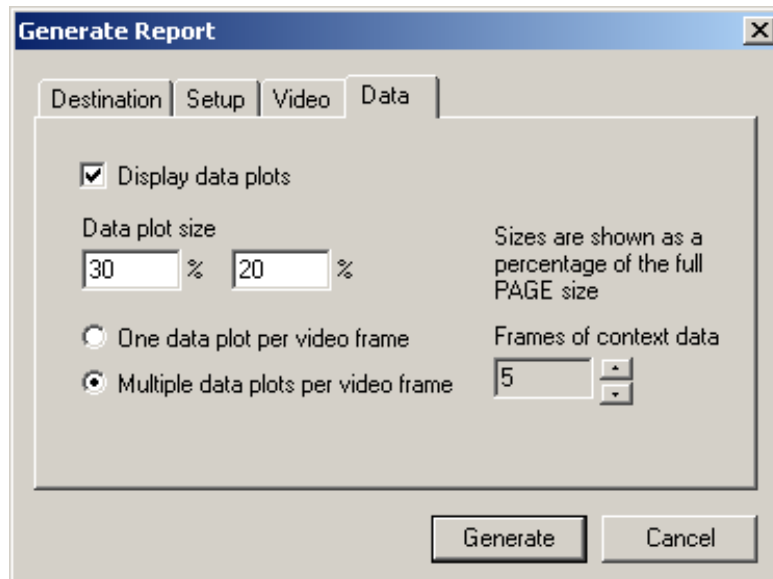 Generate Report
Destination Setup Video Data
Display data plots
Data plot size
30 % 20 %
Sizes are shown as a
percentage of the full
PAGE size
One data plot per video frame
Multiple data plots per video frame
Frames of context data
5
Generate Cancel